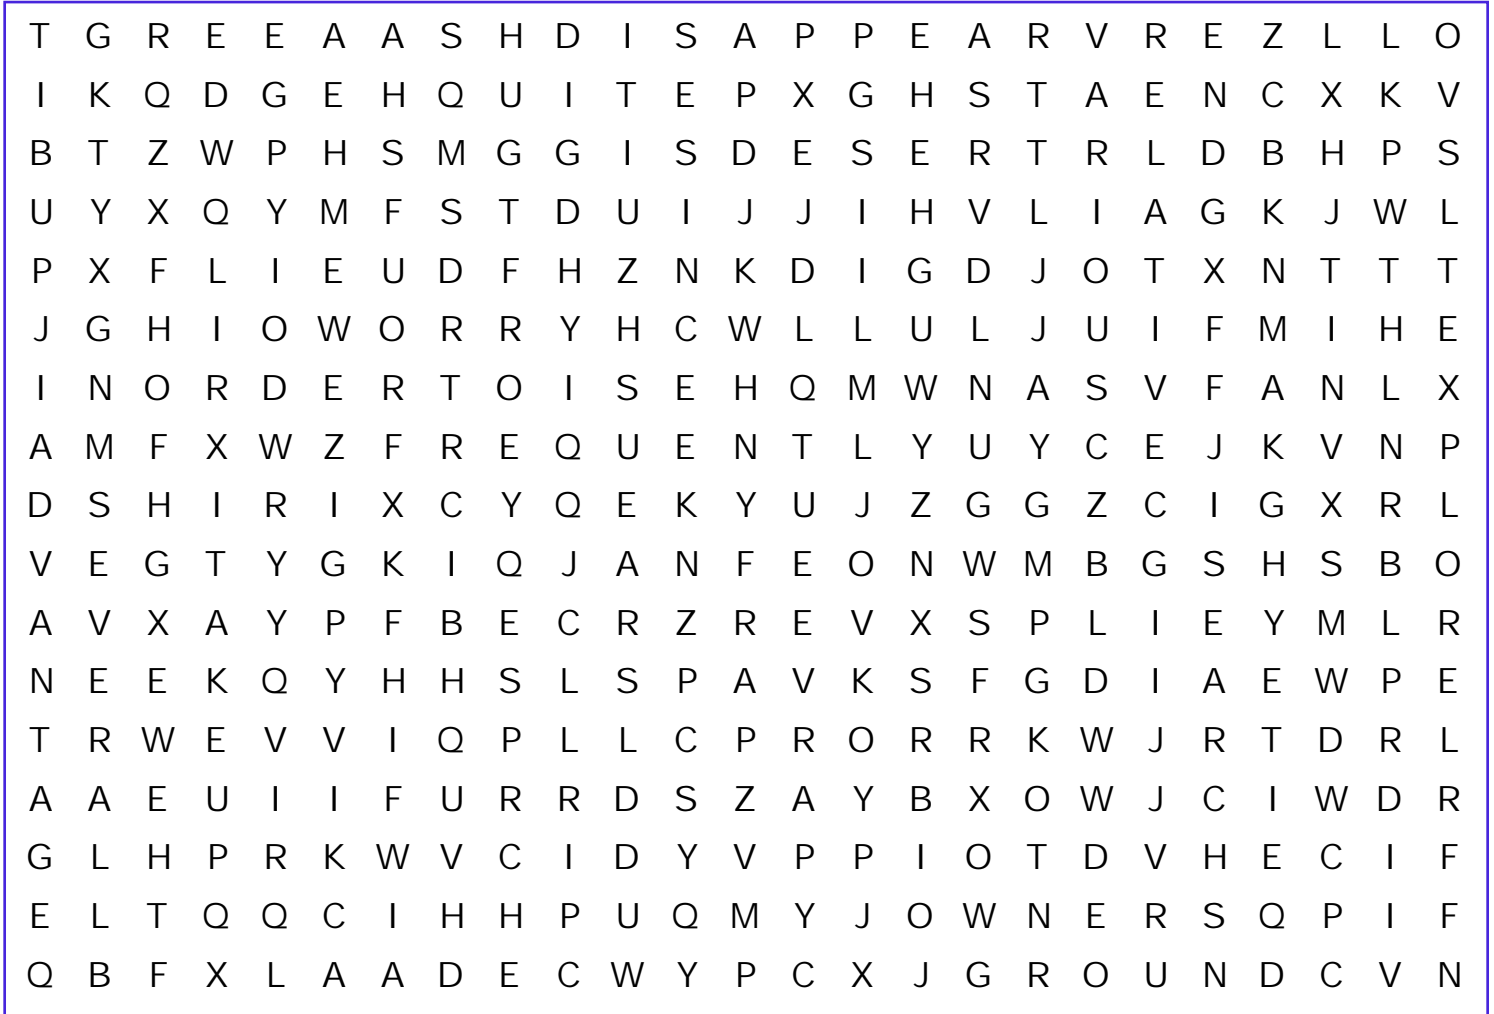 T G R E E A A S H D I S A P P E A R V R E Z L L O
I K Q D G E H Q U I T E P X G H S T A E N C X K V
B T Z W P H S M G G I S D E S E R T R L D B H P S
U Y X Q Y M F S T D U I J J I H V L I A G K J W L
P X F L I E U D F H Z N K D I G D J O T X N T T T
J G H I O W O R R Y H C W L L U L J U I F M I H E
I N O R D E R T O I S E H Q M W N A S V F A N L X
A M F X W Z F R E Q U E N T L Y U Y C E J K V N P
D S H I R I X C Y Q E K Y U J Z G G Z C I G X R L
V E G T Y G K I Q J A N F E O N W M B G S H S B O
A V X A Y P F B E C R Z R E V X S P L I E Y M L R
N E E K Q Y H H S L S P A V K S F G D I A E W P E
T R W E V V I Q P L L C P R O R R K W J R T D R L
A A E U I I F U R R D S Z A Y B X O W J C I W D R
G L H P R K W V C I D Y V P P I O T D V H E C I F
E L T Q Q C I H H P U Q M Y J O W N E R S Q P I F
Q B F X L A A D E C W Y P C X J G R O U N D C V N